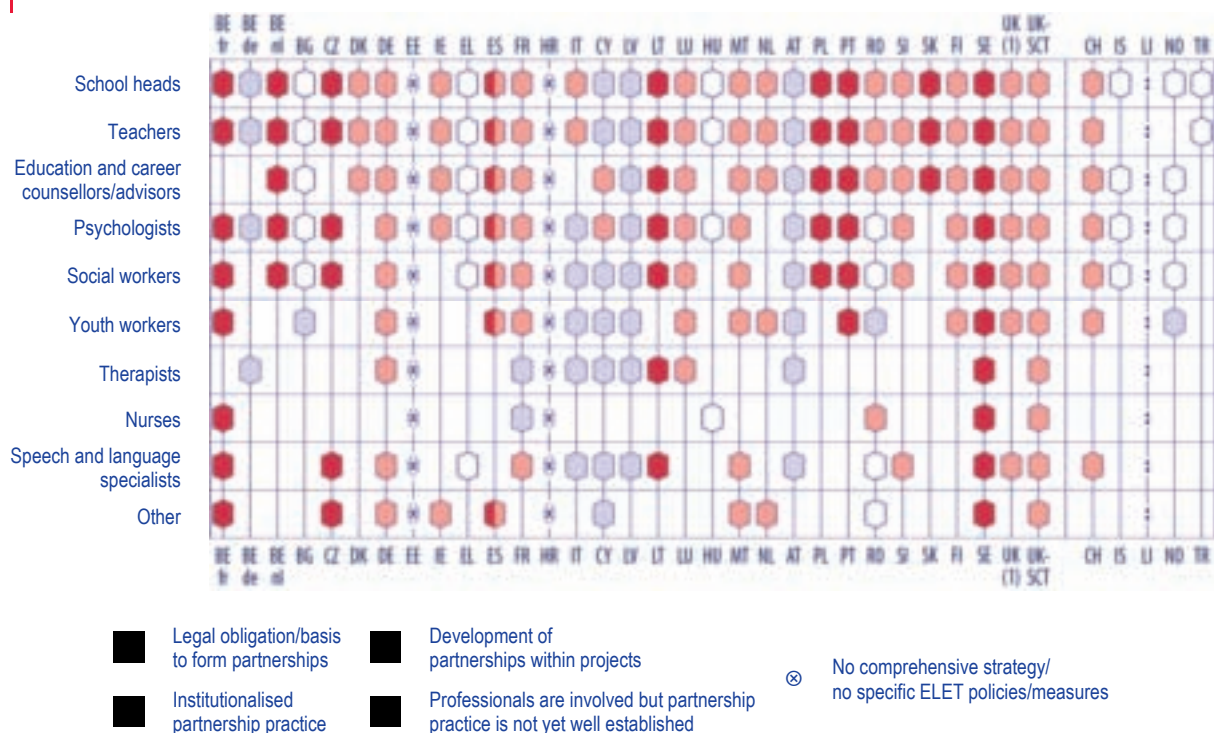 BE BE BE UK UK-
fr de nl BG CZ DK DE EE IE EL ES FR HR IT CY LV LT LU HU MT NL AT PL PT RO SI SK FI SE (1) SCT CH IS LI NO TR
School heads
Teachers
Education and career
counsellors/advisors
Psychologists
Social workers
Youth workers
Therapists
Nurses
Speech and language
specialists
Other
BE BE BE BG CZ DK DE EE IE EL ES FR HR IT CY LV LT LU HU MT NL AT PL PT RO SI SK FI SE UK UK- CH IS LI NO TR
fr de nl (1) SCT
Legal obligation/basis
to form partnerships
Development of
partnerships within projects
Institutionalised
partnership practice
Professionals are involved but partnership
practice is not yet well established
No comprehensive strategy/
no specific ELET policies/measures